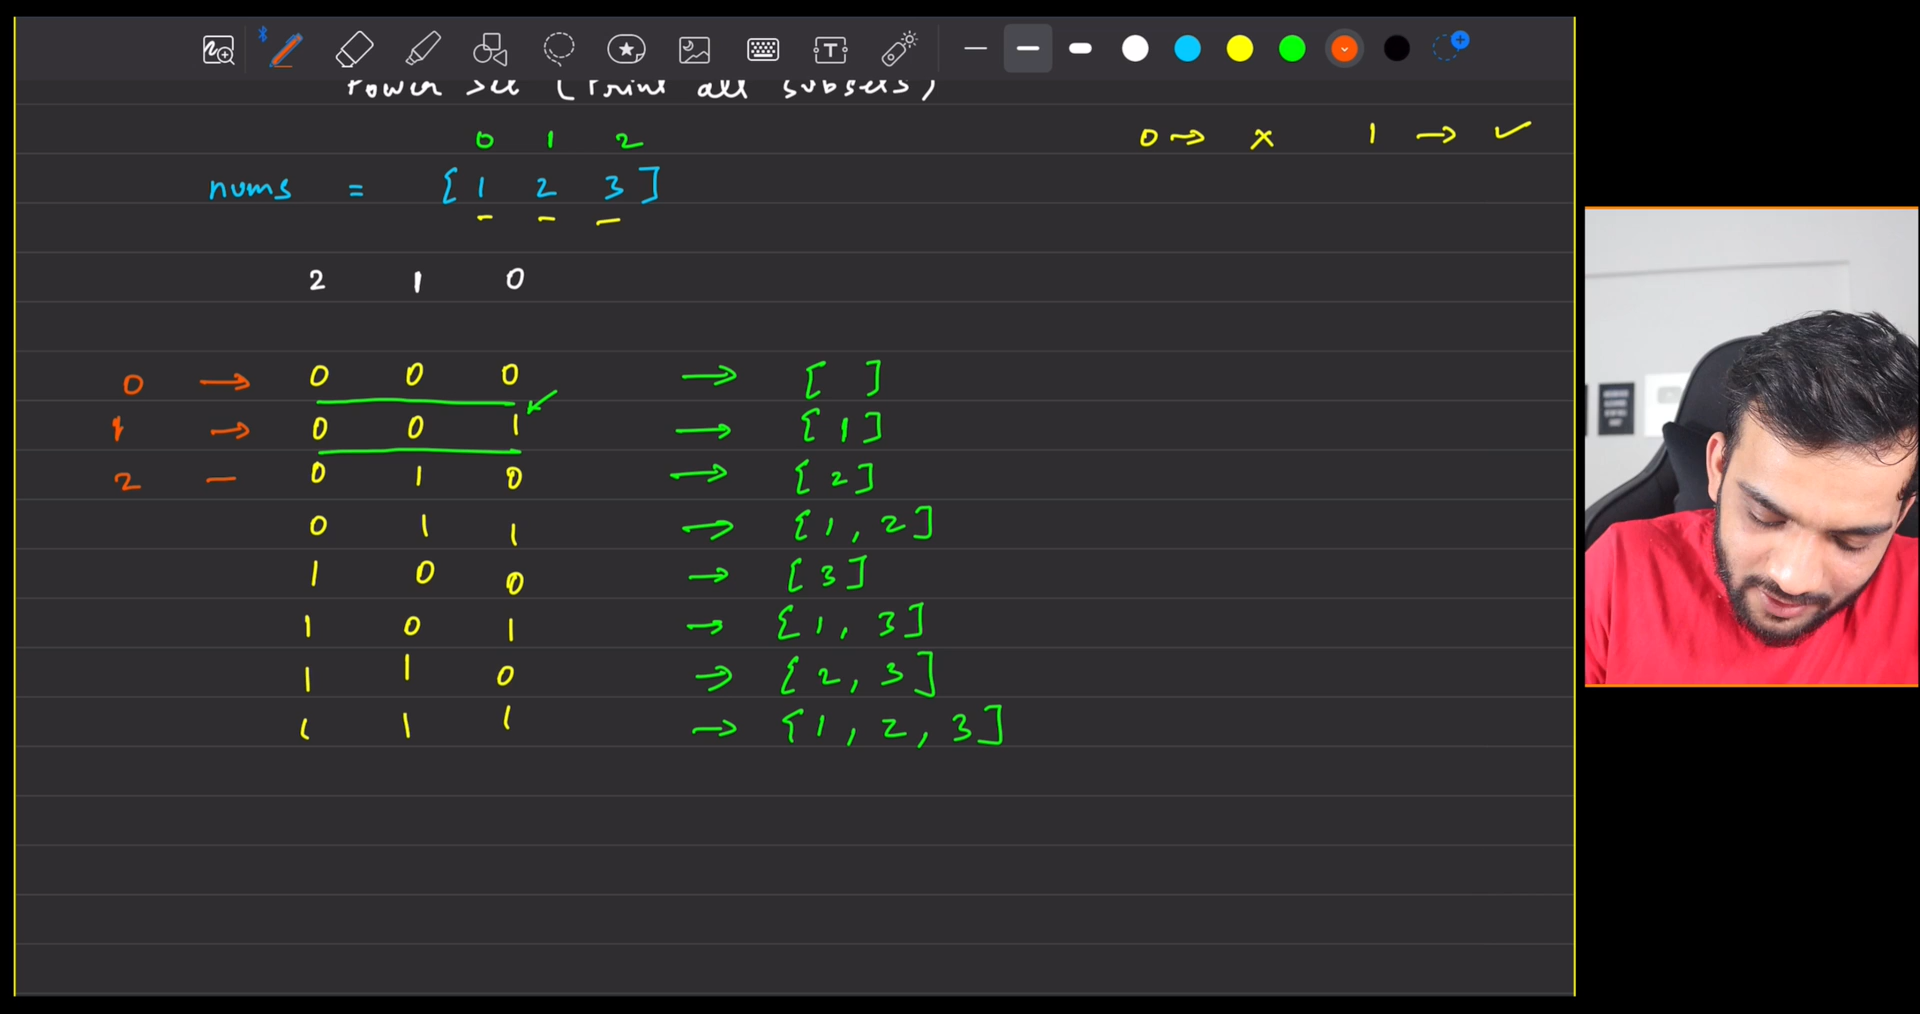 Power Set (Print all subsets)
0 1 2
0 → x 1 → ✓
nums = [ 1 2 3 ]
2 1 0
0 → 0 0 0 → [ ]
1 → 0 0 1 → [ 1 ]
2 — 0 1 0 → [ 2 ]
0 1 1 → [ 1 , 2 ]
1 0 0 → [ 3 ]
1 0 1 → [ 1 , 3 ]
1 1 0 → [ 2 , 3 ]
1 1 1 → [ 1 , 2 , 3 ]